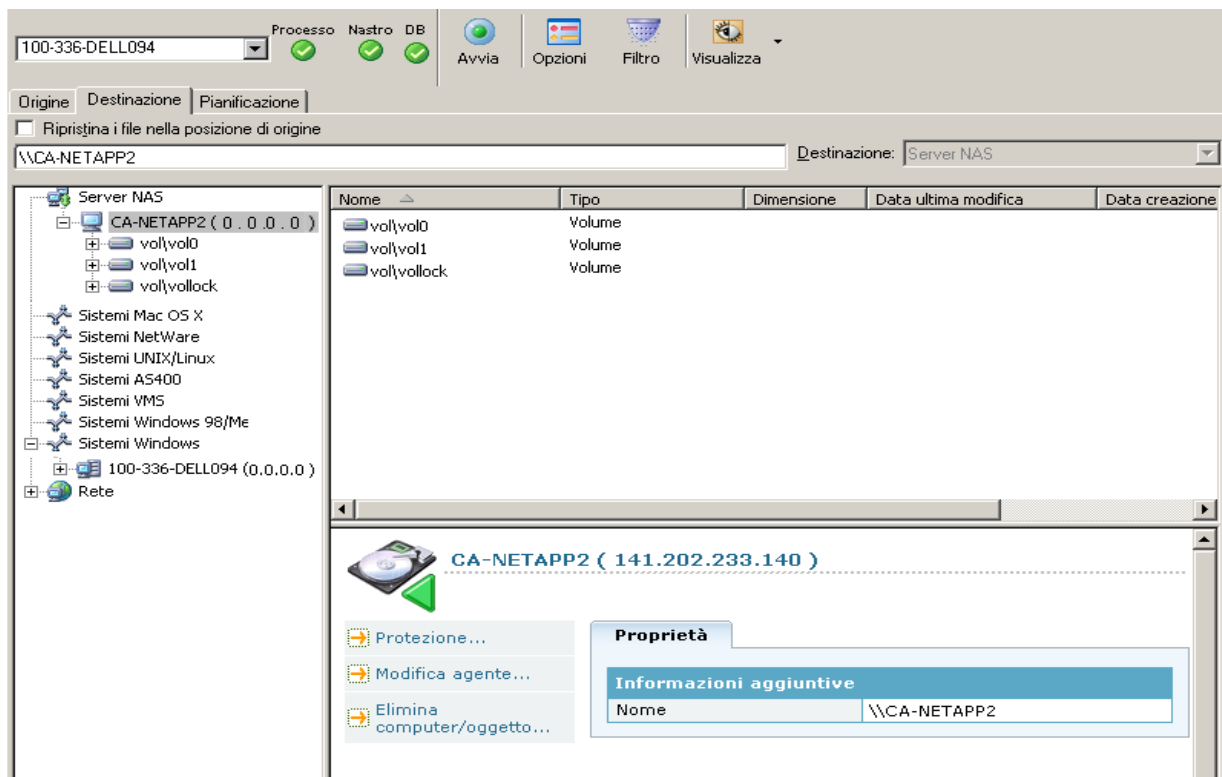 Processo Nastro DB
100-336-DELL094
Avvia Opzioni Filtro Visualizza
Origine Destinazione Pianificazione
Ripristina i file nella posizione di origine
\\CA-NETAPP2 Destinazione: Server NAS
Server NAS
CA-NETAPP2 ( 0 . 0 .0 . 0 )
vol\vol0
vol\vol1
vol\vollock
Sistemi Mac OS X
Sistemi NetWare
Sistemi UNIX/Linux
Sistemi AS400
Sistemi VMS
Sistemi Windows 98/Me
Sistemi Windows
100-336-DELL094 (0.0.0.0 )
Rete
Nome Tipo Dimensione Data ultima modifica Data creazione
vol\vol0 Volume
vol\vol1 Volume
vol\vollock Volume
CA-NETAPP2 ( 141.202.233.140 )
Protezione...
Modifica agente...
Elimina
computer/oggetto...
Proprietà
Informazioni aggiuntive
Nome \\CA-NETAPP2